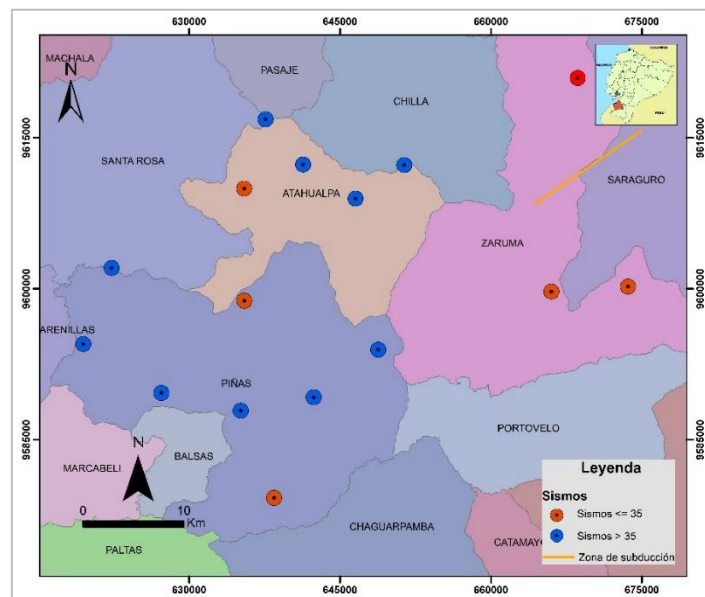 630000 645000 660000 675000
MACHALA
N
PASAJE
CHILLA
9615000 9615000
SANTA ROSA
SARAGURO
ATAHUALPA
ZARUMA
9600000 9600000
ARENILLAS
PIÑAS
PORTOVELO
9585000 9585000
N
BALSAS
MARCABELI
Leyenda
Sismos
Sismos <= 35
Sismos > 35
Zona de subducción
0 10
Km
CHAGUARPAMBA
CATAMAYO
PALTAS
630000 645000 660000 675000